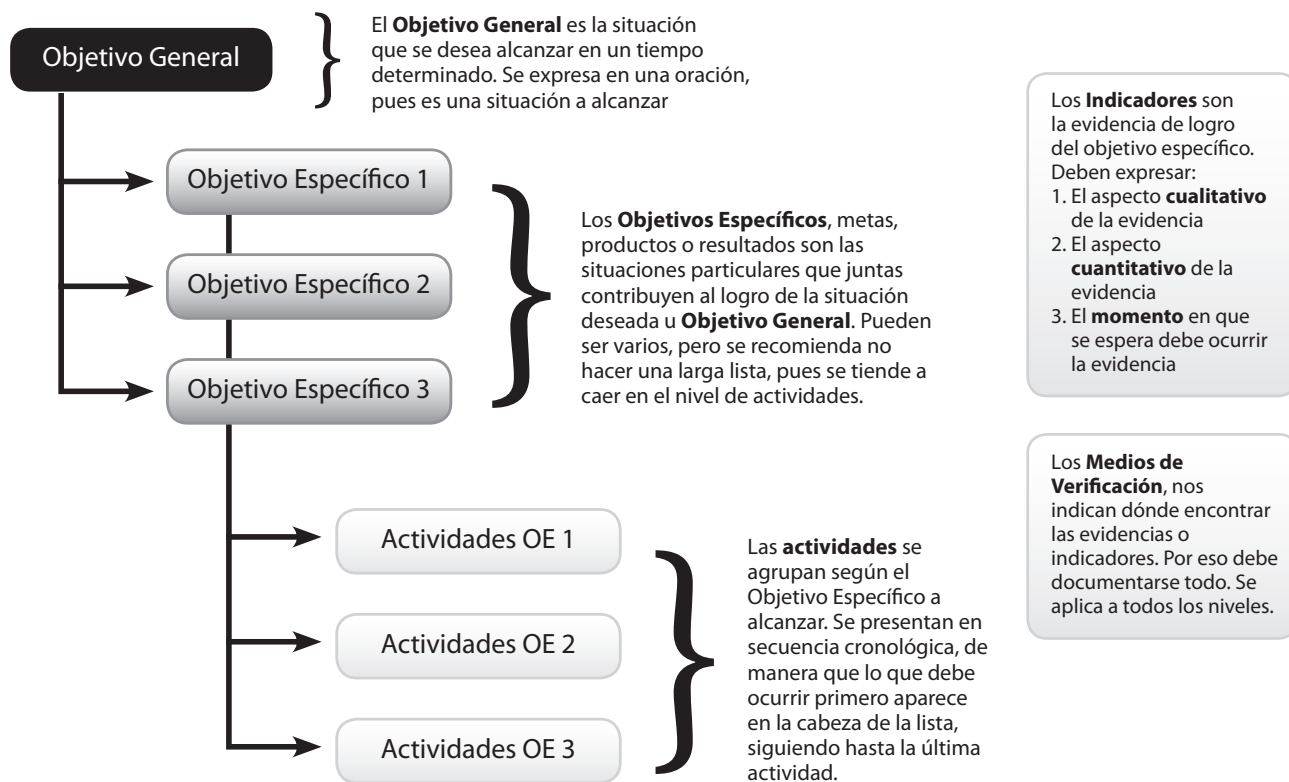 Objetivo General
El Objetivo General es la situación
que se desea alcanzar en un tiempo
determinado. Se expresa en una oración,
pues es una situación a alcanzar
Objetivo Específico 1
Objetivo Específico 2
Objetivo Específico 3
Los Objetivos Específicos, metas,
productos o resultados son las
situaciones particulares que juntas
contribuyen al logro de la situación
deseada u Objetivo General. Pueden
ser varios, pero se recomienda no
hacer una larga lista, pues se tiende a
caer en el nivel de actividades.
Actividades OE 1
Actividades OE 2
Actividades OE 3
Las actividades se
agrupan según el
Objetivo Específico a
alcanzar. Se presentan en
secuencia cronológica, de
manera que lo que debe
ocurrir primero aparece
en la cabeza de la lista,
siguiendo hasta la última
actividad.
Los Indicadores son
la evidencia de logro
del objetivo específico.
Deben expresar:
1. El aspecto cualitativo
de la evidencia
2. El aspecto
cuantitativo de la
evidencia
3. El momento en que
se espera debe ocurrir
la evidencia
Los Medios de
Verificación, nos
indican dónde encontrar
las evidencias o
indicadores. Por eso debe
documentarse todo. Se
aplica a todos los niveles.